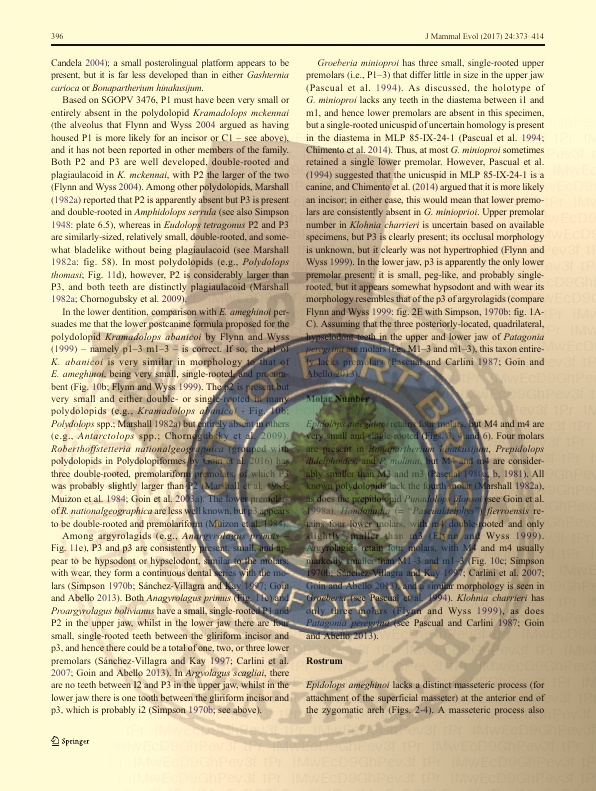 396
J Mammal Evol (2017) 24:373–414
Candela 2004); a small posterolingual platform appears to be
present, but it is far less developed than in either Gashternia
carioca or Bonapartherium hinakusijum.
Based on SGOPV 3476, P1 must have been very small or
entirely absent in the polydolopid Kramadolops mckennai
(the alveolus that Flynn and Wyss 2004 argued as having
housed P1 is more likely for an incisor or C1 – see above),
and it has not been reported in other members of the family.
Both P2 and P3 are well developed, double-rooted and
plagiaulacoid in K. mckennai, with P2 the larger of the two
(Flynn and Wyss 2004). Among other polydolopids, Marshall
(1982a) reported that P2 is apparently absent but P3 is present
and double-rooted in Amphidolops serrula (see also Simpson
1948: plate 6.5), whereas in Eudolops tetragonus P2 and P3
are similarly-sized, relatively small, double-rooted, and some-
what bladelike without being plagiaulacoid (see Marshall
1982a: fig. 58). In most polydolopids (e.g., Polydolops
thomasi; Fig. 11d), however, P2 is considerably larger than
P3, and both teeth are distinctly plagiaulacoid (Marshall
1982a; Chornogubsky et al. 2009).
In the lower dentition, comparison with E. ameghinoi per-
suades me that the lower postcanine formula proposed for the
polydolopid Kramadolops abanicoi by Flynn and Wyss
(1999) – namely p1–3 m1–3 – is correct. If so, the p1 of
K. abanicoi is very similar in morphology to that of
E. ameghinoi, being very small, single-rooted and procum-
bent (Fig. 10b; Flynn and Wyss 1999). The p2 is present but
very small and either double- or single-rooted in many
polydolopids (e.g., Kramadolops abanicoi - Fig. 10b;
Polydolops spp.; Marshall 1982a) but entirely absent in others
(e.g., Antarctolops spp.; Chornogubsky et al. 2009).
Roberthoffstetteria nationalgeographica (grouped with
polydolopids in Polydolopiformes by Goin et al. 2016) has
three double-rooted, premolariform premolars, of which P3
was probably slightly larger than P2 (Marshall et al. 1983;
Muizon et al. 1984; Goin et al. 2003a). The lower premolars
of R. nationalgeographica are less well known, but p3 appears
to be double-rooted and premolariform (Muizon et al. 1984).
Among argyrolagids (e.g., Anargyrolagus primus -
Fig. 11e), P3 and p3 are consistently present, small, and ap-
pear to be hypsodont or hypselodont, similar to the molars;
with wear, they form a continuous dental series with the mo-
lars (Simpson 1970b; Sánchez-Villagra and Kay 1997; Goin
and Abello 2013). Both Anagyrolagus primus (Fig. 11e) and
Proargyrolagus bolivianus have a small, single-rooted P1 and
P2 in the upper jaw, whilst in the lower jaw there are four
small, single-rooted teeth between the gliriform incisor and
p3, and hence there could be a total of one, two, or three lower
premolars (Sánchez-Villagra and Kay 1997; Carlini et al.
2007; Goin and Abello 2013). In Argyolagus scagliai, there
are no teeth between I2 and P3 in the upper jaw, whilst in the
lower jaw there is one tooth between the gliriform incisor and
p3, which is probably i2 (Simpson 1970b; see above).
Groeberia minioproi has three small, single-rooted upper
premolars (i.e., P1–3) that differ little in size in the upper jaw
(Pascual et al. 1994). As discussed, the holotype of
G. minioproi lacks any teeth in the diastema between i1 and
m1, and hence lower premolars are absent in this specimen,
but a single-rooted unicuspid of uncertain homology is present
in the diastema in MLP 85-IX-24-1 (Pascual et al. 1994;
Chimento et al. 2014). Thus, at most G. minioproi sometimes
retained a single lower premolar. However, Pascual et al.
(1994) suggested that the unicuspid in MLP 85-IX-24-1 is a
canine, and Chimento et al. (2014) argued that it is more likely
an incisor; in either case, this would mean that lower premo-
lars are consistently absent in G. minioproi. Upper premolar
number in Klohnia charrieri is uncertain based on available
specimens, but P3 is clearly present; its occlusal morphology
is unknown, but it clearly was not hypertrophied (Flynn and
Wyss 1999). In the lower jaw, p3 is apparently the only lower
premolar present: it is small, peg-like, and probably single-
rooted, but it appears somewhat hypsodont and with wear its
morphology resembles that of the p3 of argyrolagids (compare
Flynn and Wyss 1999: fig. 2E with Simpson, 1970b: fig. 1A-
C). Assuming that the three posteriorly-located, quadrilateral,
hypselodont teeth in the upper and lower jaw of Patagonia
peregrina are molars (i.e., M1–3 and m1–3), this taxon entire-
ly lacks premolars (Pascual and Carlini 1987; Goin and
Abello 2013).
Molar Number
Epidolops ameghinoi retains four molars, but M4 and m4 are
very small and single-rooted (Figs. and 6). Four molars
are present in Bonapartherium hinakusijum, Prepidolops
didelphoides and P. molinai, but M4 and m4 are consider-
ably smaller than M3 and m3 (Pascual b, 1981). All
known polydolopids lack the fourth molar (Marshall 1982a),
as does the prepidolopid Punadolops alonsoi (see Goin et al.
1998a). Hondonadia (= Pascualdelphys) fierroensis re-
tains four lower molars, with m4 double-rooted and only
slightly smaller than m3 (Flynn and Wyss 1999).
Argyrolagids retain four molars, with M4 and m4 usually
markedly smaller than M1–3 and m1–3 (Fig. 10c; Simpson
1970b; Sánchez-Villagra and Kay 1997; Carlini et al. 2007;
Goin and Abello 2013), and a similar morphology is seen in
Groeberia (see Pascual et al. 1994). Klohnia charrieri has
only three molars (Flynn and Wyss 1999), as does
Patagonia peregrina (see Pascual and Carlini 1987; Goin
and Abello 2013).
Rostrum
Epidolops ameghinoi lacks a distinct masseteric process (for
attachment of the superficial masseter) at the anterior end of
the zygomatic arch (Figs. 2-4). A masseteric process also
Springer